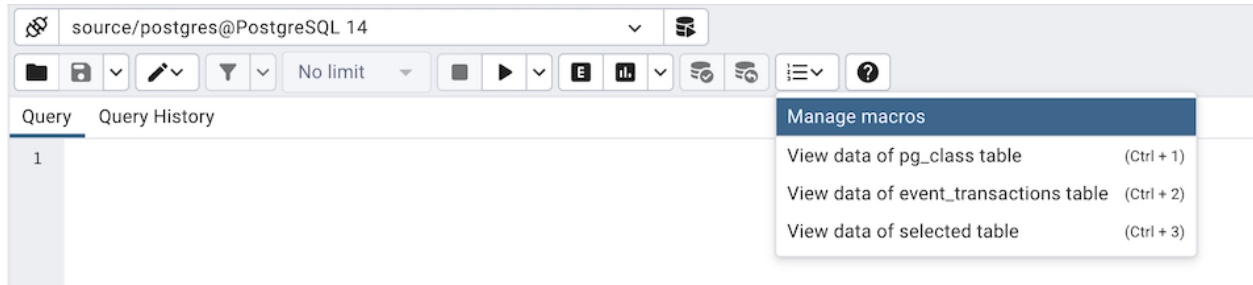 source/postgres@PostgreSQL 14
No limit
E
Query Query History
Manage macros
1
View data of pg_class table (Ctrl + 1)
View data of event_transactions table (Ctrl + 2)
View data of selected table (Ctrl + 3)